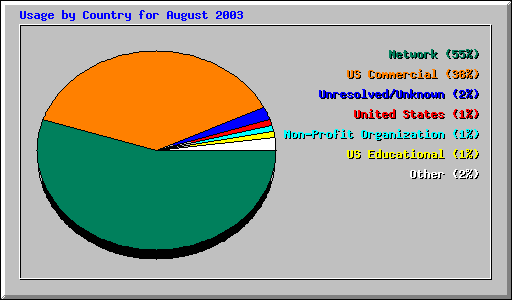 Usage by Country for August 2003
Network (55%)
US Commercial (38%)
Unresolved/Unknown (2%)
United States (1%)
Non-Profit Organization (1%)
US Educational (1%)
Other (2%)